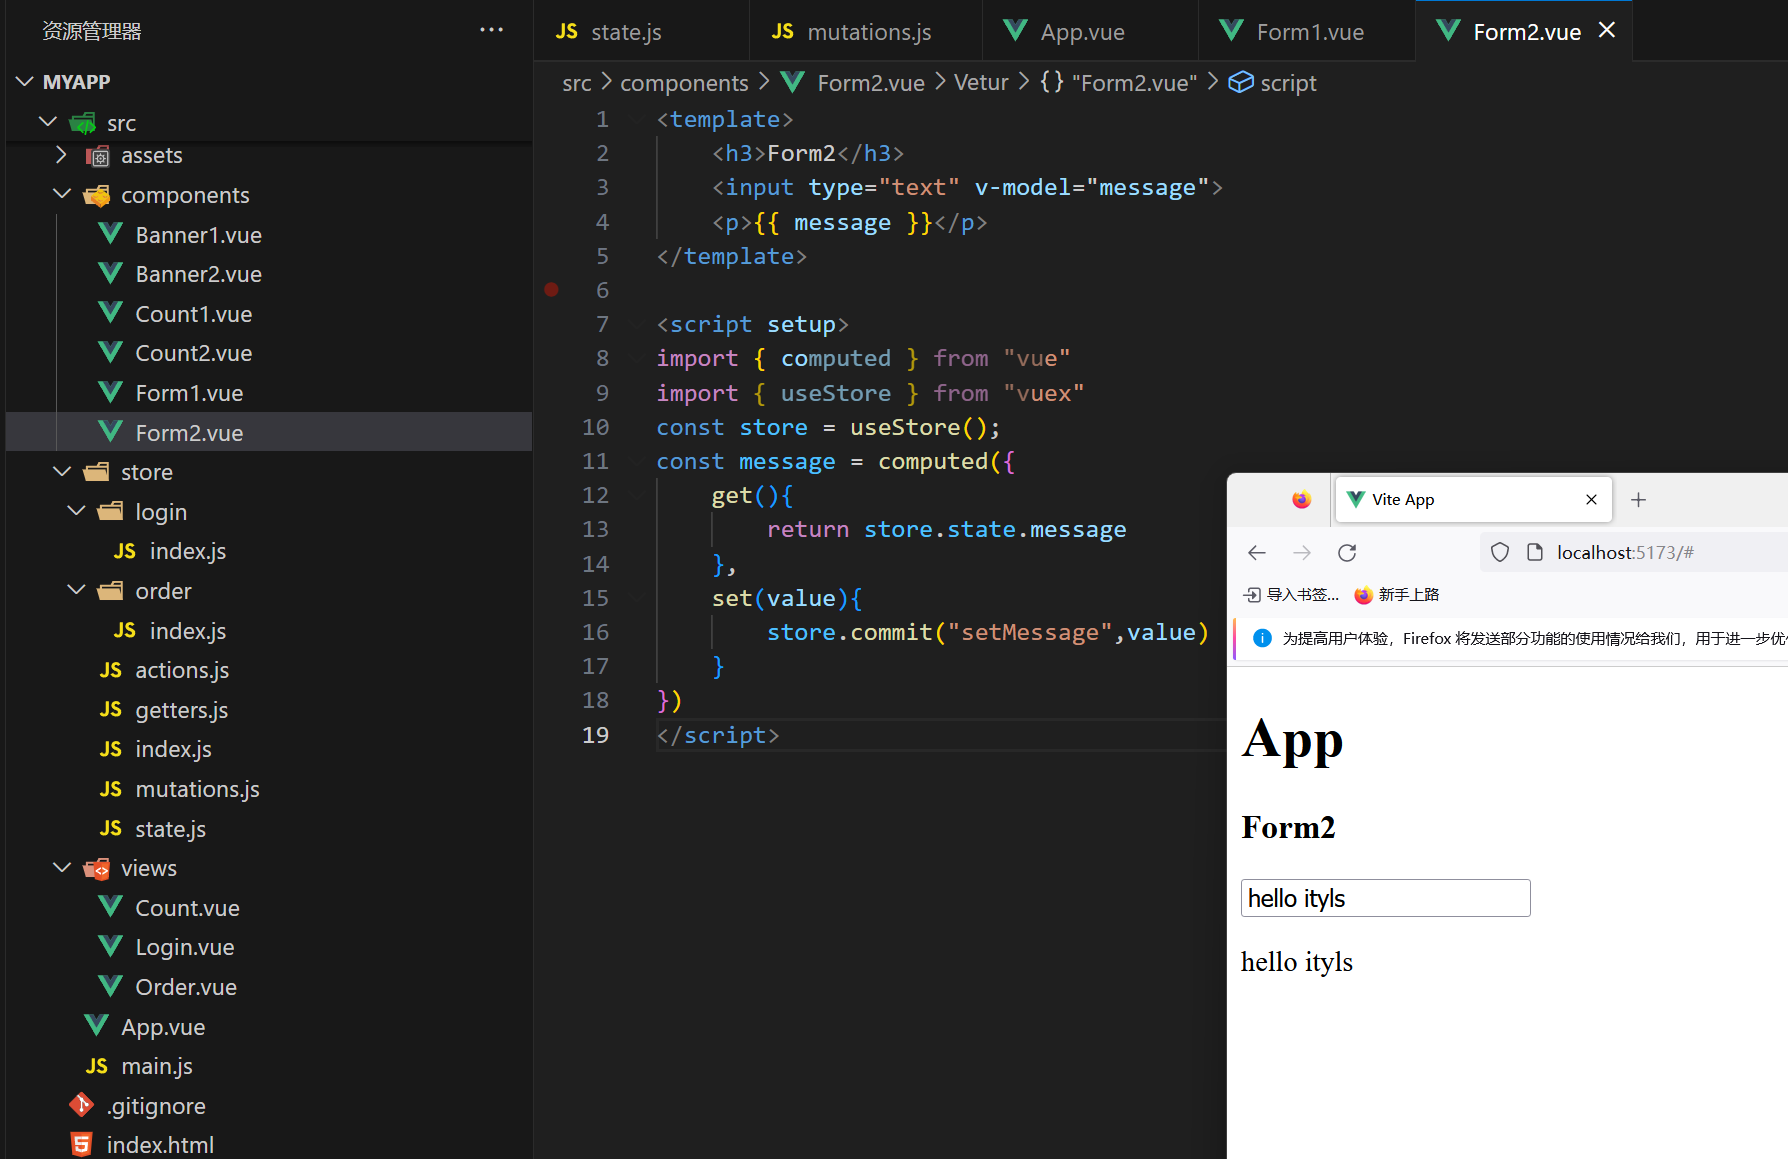 资源管理器
MYAPP
src
assets
components
Banner1.vue
Banner2.vue
Count1.vue
Count2.vue
Form1.vue
Form2.vue
store
login
JS index.js
order
JS index.js
JS actions.js
JS getters.js
JS index.js
JS mutations.js
JS state.js
views
Count.vue
Login.vue
Order.vue
App.vue
JS main.js
.gitignore
index.html
JS state.js JS mutations.js App.vue Form1.vue Form2.vue
src > components > Form2.vue > Vetur > {} "Form2.vue" > script
1 <template>
2 <h3>Form2</h3>
3 <input type="text" v-model="message">
4 <p>{{ message }}</p>
5 </template>
6
7 <script setup>
8 import { computed } from "vue"
9 import { useStore } from "vuex"
10 const store = useStore();
11 const message = computed({
12 get(){
13 return store.state.message
14 },
15 set(value){
16 store.commit("setMessage",value)
17 }
18 })
19 </script>
Vite App
localhost:5173/#
导入书签... 新手上路
为提高用户体验，Firefox 将发送部分功能的使用情况给我们，用于进一步优
App
Form2
hello ityls
hello ityls